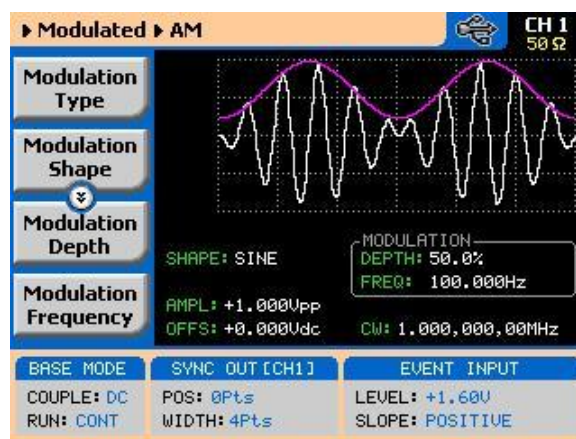 Modulated AM
CH 1
50 Ω
Modulation
Type
Modulation
Shape
Modulation
Depth
Modulation
Frequency
SHAPE: SINE
AMPL: +1.000Vpp
OFFS: +0.000Vdc
MODULATION
DEPTH: 50.0%
FREQ: 100.000Hz
CW: 1.000,000,00MHz
BASE MODE
COUPLE: DC
RUN: CONT
SYNC OUT [CH1]
POS: 0Pts
WIDTH: 4Pts
EVENT INPUT
LEVEL: +1.60V
SLOPE: POSITIVE